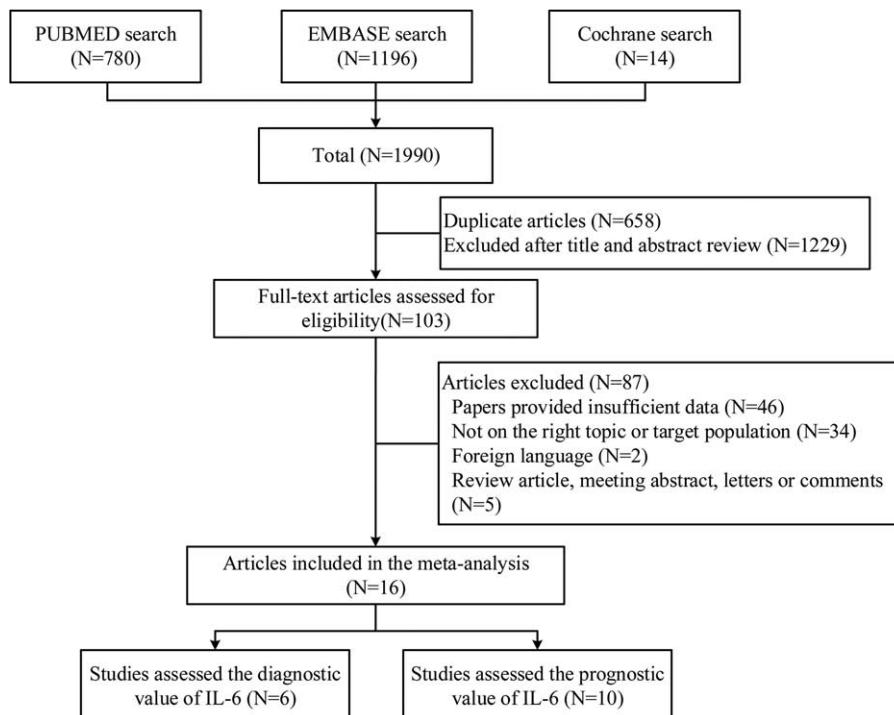 PUBMED search
(N=780)
EMBASE search
(N=1196)
Cochrane search
(N=14)
Total (N=1990)
Duplicate articles (N=658)
Excluded after title and abstract review (N=1229)
Full-text articles assessed for
eligibility(N=103)
Articles excluded (N=87)
Papers provided insufficient data (N=46)
Not on the right topic or target population (N=34)
Foreign language (N=2)
Review article, meeting abstract, letters or comments
(N=5)
Articles included in the meta-analysis
(N=16)
Studies assessed the diagnostic
value of IL-6 (N=6)
Studies assessed the prognostic
value of IL-6 (N=10)